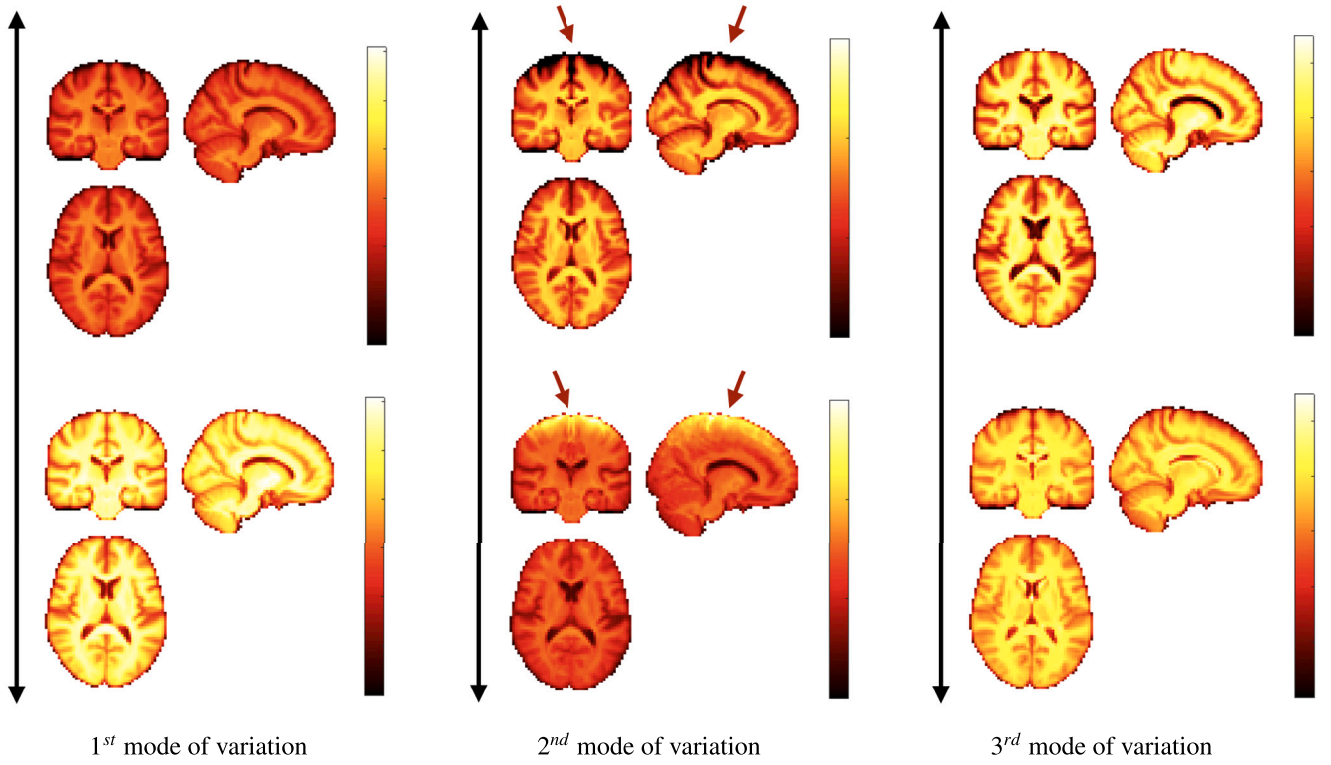 1st mode of variation
2nd mode of variation
3rd mode of variation